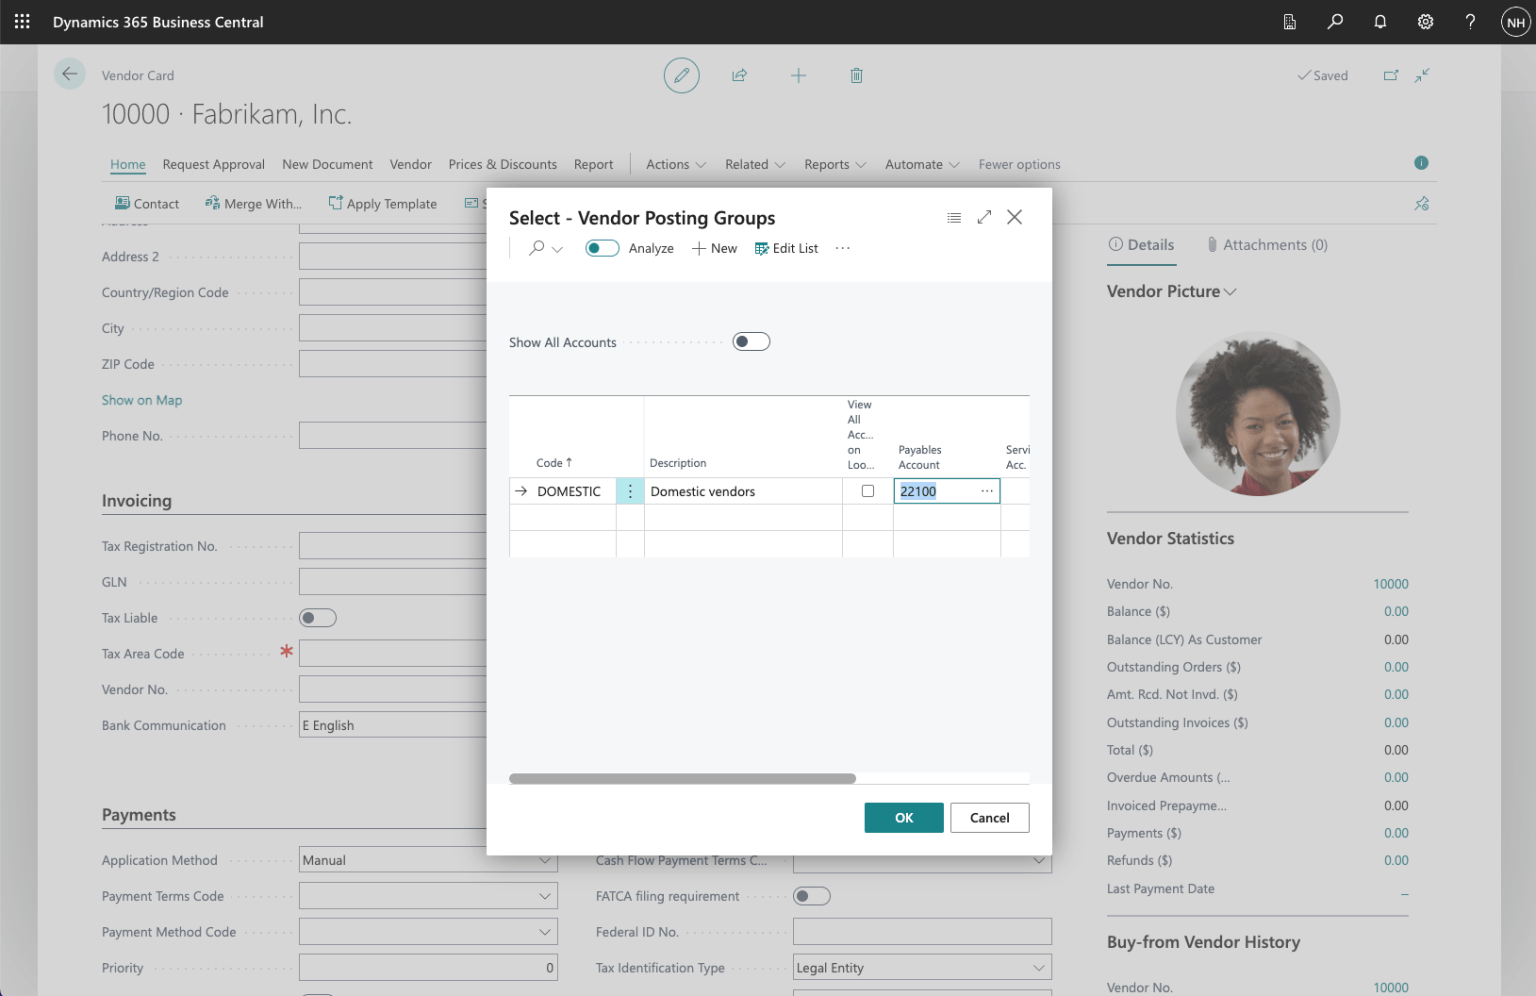 Dynamics 365 Business Central
NH
Vendor Card
Saved
10000 · Fabrikam, Inc.
Home Request Approval New Document Vendor Prices & Discounts Report Actions Related Reports Automate Fewer options
Contact Merge With... Apply Template
Address 2
Country/Region Code
City
ZIP Code
Show on Map
Phone No.
Invoicing
Tax Registration No.
GLN
Tax Liable
Tax Area Code
Vendor No.
Bank Communication E English
Payments
Application Method Manual
Payment Terms Code
Payment Method Code
Priority 0
Select - Vendor Posting Groups
Analyze New Edit List ...
Show All Accounts
Code ↑
Description
View
All
Acc...
on
Loo...
Payables
Account
Servi
Acc.
DOMESTIC Domestic vendors 22100 ...
OK Cancel
Cash Flow Payment Terms C...
FATCA filing requirement
Federal ID No.
Tax Identification Type Legal Entity
Details Attachments (0)
Vendor Picture
Vendor Statistics
Vendor No. 10000
Balance ($) 0.00
Balance (LCY) As Customer 0.00
Outstanding Orders ($) 0.00
Amt. Rcd. Not Invd. ($) 0.00
Outstanding Invoices ($) 0.00
Total ($) 0.00
Overdue Amounts (... 0.00
Invoiced Prepayme... 0.00
Payments ($) 0.00
Refunds ($) 0.00
Last Payment Date _
Buy-from Vendor History
Vendor No. 10000